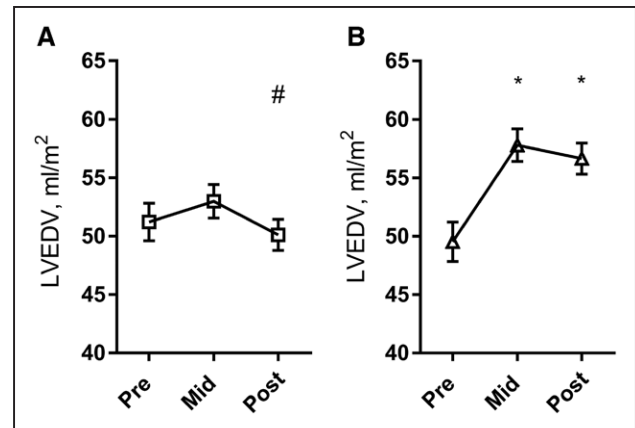 A
65
60
55
50
45
40
LVEDV, ml/m²
#
Pre
Mid
Post
B
65
60
55
50
45
40
LVEDV, ml/m²
* *
Pre
Mid
Post